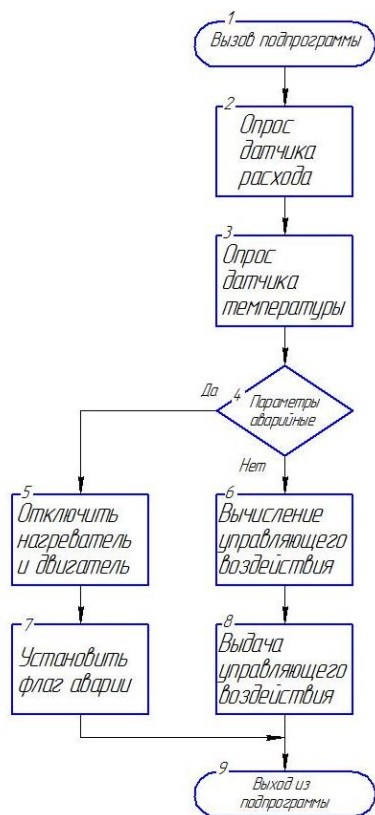 1
Вызов подпрограммы
2
Опрос
датчика
расхода
3
Опрос
датчика
температуры
4
Параметры
аварийные
Да
Нет
5
Отключить
нагреватель
и двигатель
6
Вычисление
управляющего
воздействия
7
Установить
флаг аварии
8
Выдача
управляющего
воздействия
9
Выход из
подпрограммы